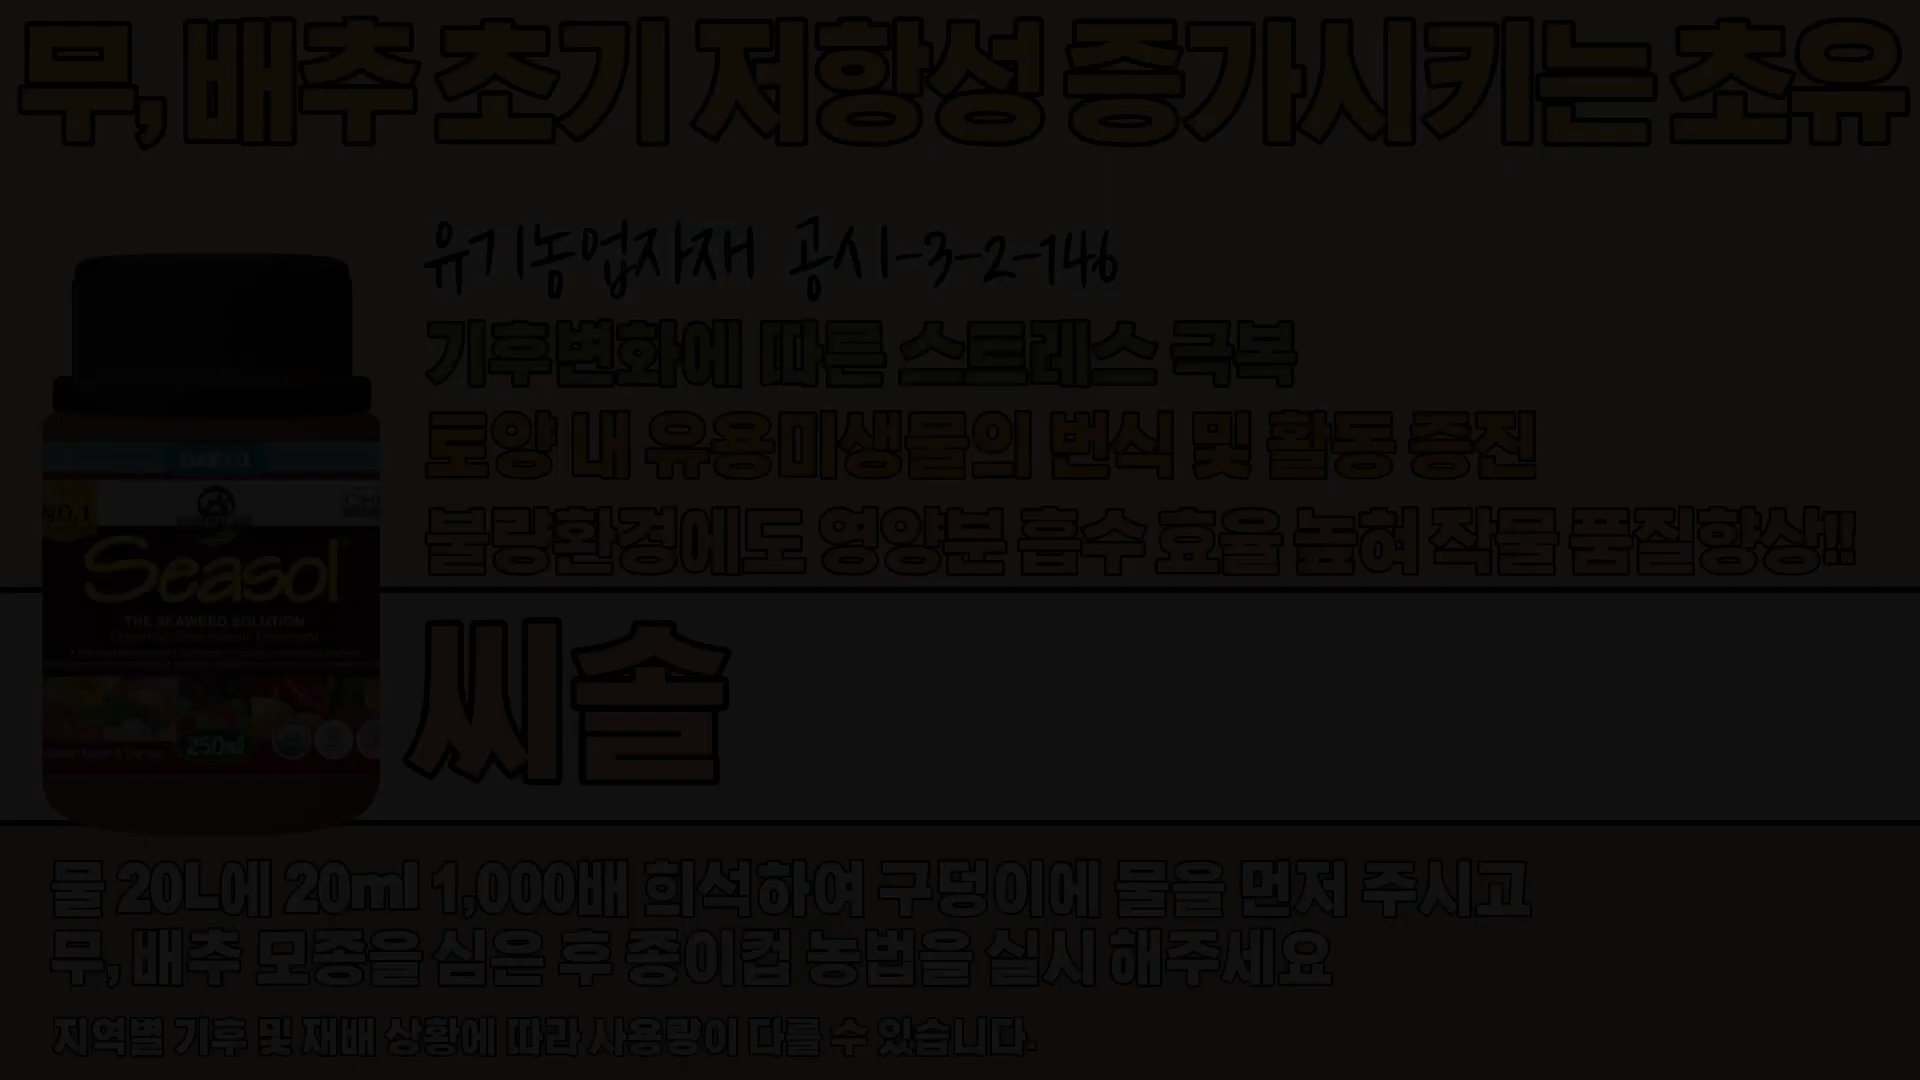 무, 배추 초기 저항성 증가시키는 초유
유기농업자재 공시-3-2-146
기후변화에 따른 스트레스 극복
토양 내 유용미생물의 번식 및 활동 증진
불량환경에도 영양분 흡수 효율 높혀 작물 품질향상!!
DAEYU
NO.1
Seasol
THE SEAWEED SOLUTION
250ml
씨솔
물 20L에 20ml 1,000배 희석하여 구덩이에 물을 먼저 주시고
무, 배추 모종을 심은 후 종이컵 농법을 실시 해주세요
지역별 기후 및 재배 상황에 따라 사용량이 다를 수 있습니다.